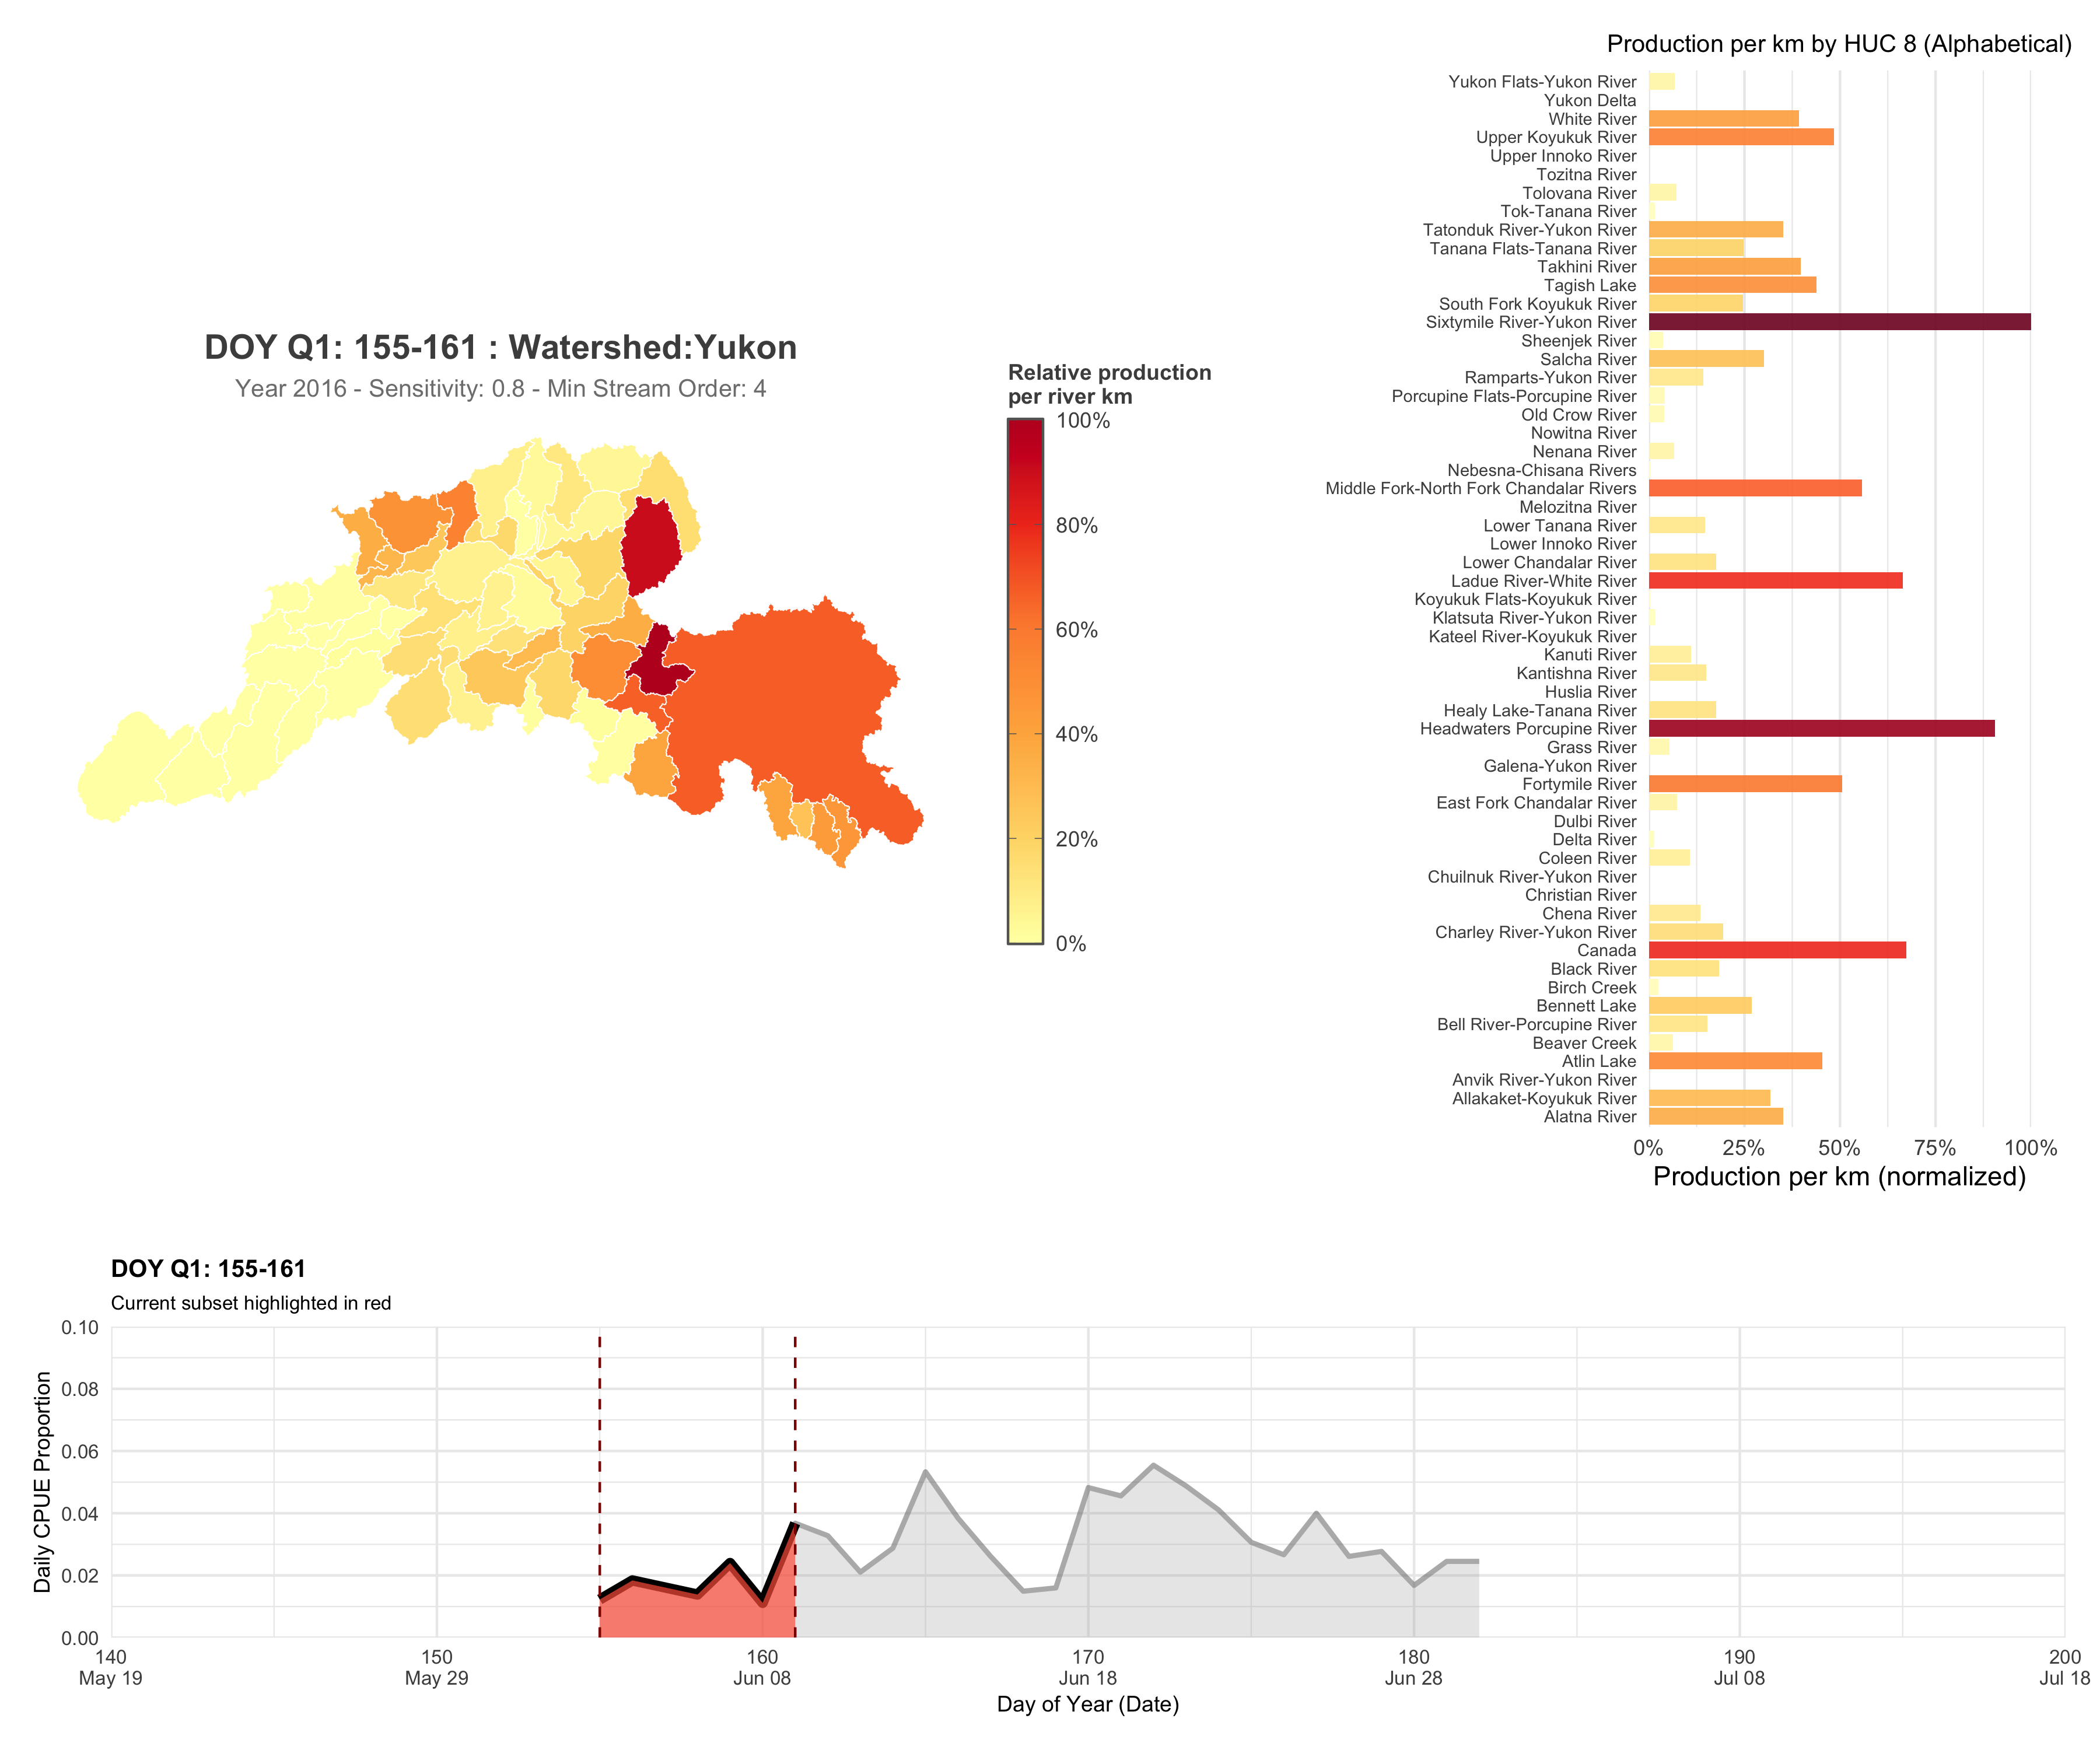 Production per km by HUC 8 (Alphabetical)
Yukon Flats-Yukon River
Yukon Delta
White River
Upper Koyukuk River
Upper Innoko River
Tozitna River
Tolovana River
Tok-Tanana River
Tatonduk River-Yukon River
Tanana Flats-Tanana River
Takhini River
Tagish Lake
South Fork Koyukuk River
Sixtymile River-Yukon River
Sheenjek River
Salcha River
Ramparts-Yukon River
Porcupine Flats-Porcupine River
Old Crow River
Nowitna River
Nenana River
Nebesna-Chisana Rivers
Middle Fork-North Fork Chandalar Rivers
Melozitna River
Lower Tanana River
Lower Innoko River
Lower Chandalar River
Ladue River-White River
Koyukuk Flats-Koyukuk River
Klatsuta River-Yukon River
Kateel River-Koyukuk River
Kanuti River
Kantishna River
Huslia River
Healy Lake-Tanana River
Headwaters Porcupine River
Grass River
Galena-Yukon River
Fortymile River
East Fork Chandalar River
Dulbi River
Delta River
Coleen River
Chuilnuk River-Yukon River
Christian River
Chena River
Charley River-Yukon River
Canada
Black River
Birch Creek
Bennett Lake
Bell River-Porcupine River
Beaver Creek
Atlin Lake
Anvik River-Yukon River
Allakaket-Koyukuk River
Alatna River
0% 25% 50% 75% 100%
Production per km (normalized)
DOY Q1: 155-161 : Watershed:Yukon
Year 2016 - Sensitivity: 0.8 - Min Stream Order: 4
Relative production
per river km
100%
80%
60%
40%
20%
0%
DOY Q1: 155-161
Current subset highlighted in red
Daily CPUE Proportion
0.10
0.08
0.06
0.04
0.02
0.00
140 150 160 170 180 190 200
May 19 May 29 Jun 08 Jun 18 Jun 28 Jul 08 Jul 18
Day of Year (Date)